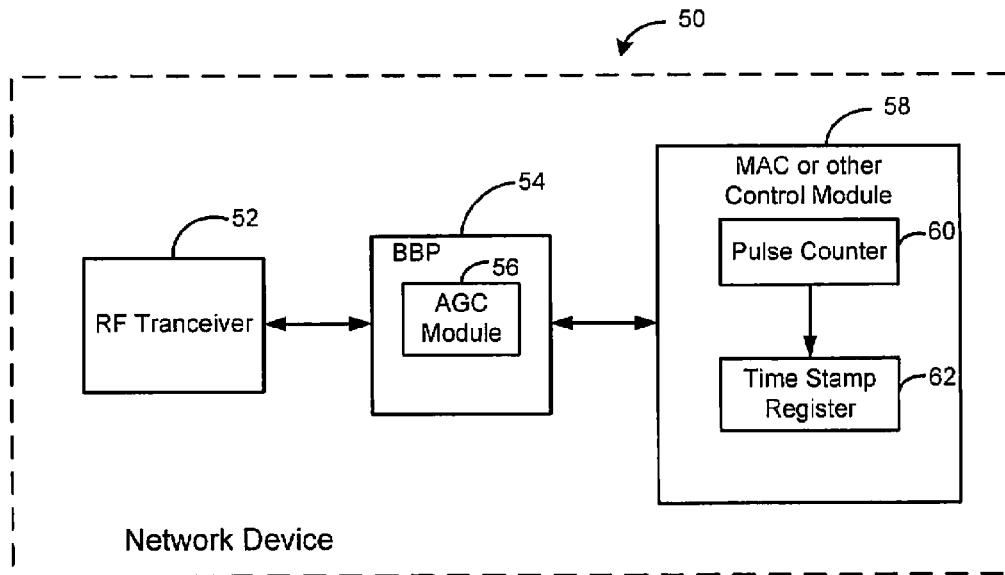 50
58
MAC or other
Control Module
54
52
60
BBP
56
Pulse Counter
AGC
Module
RF Tranceiver
Time Stamp
Register
62
Network Device